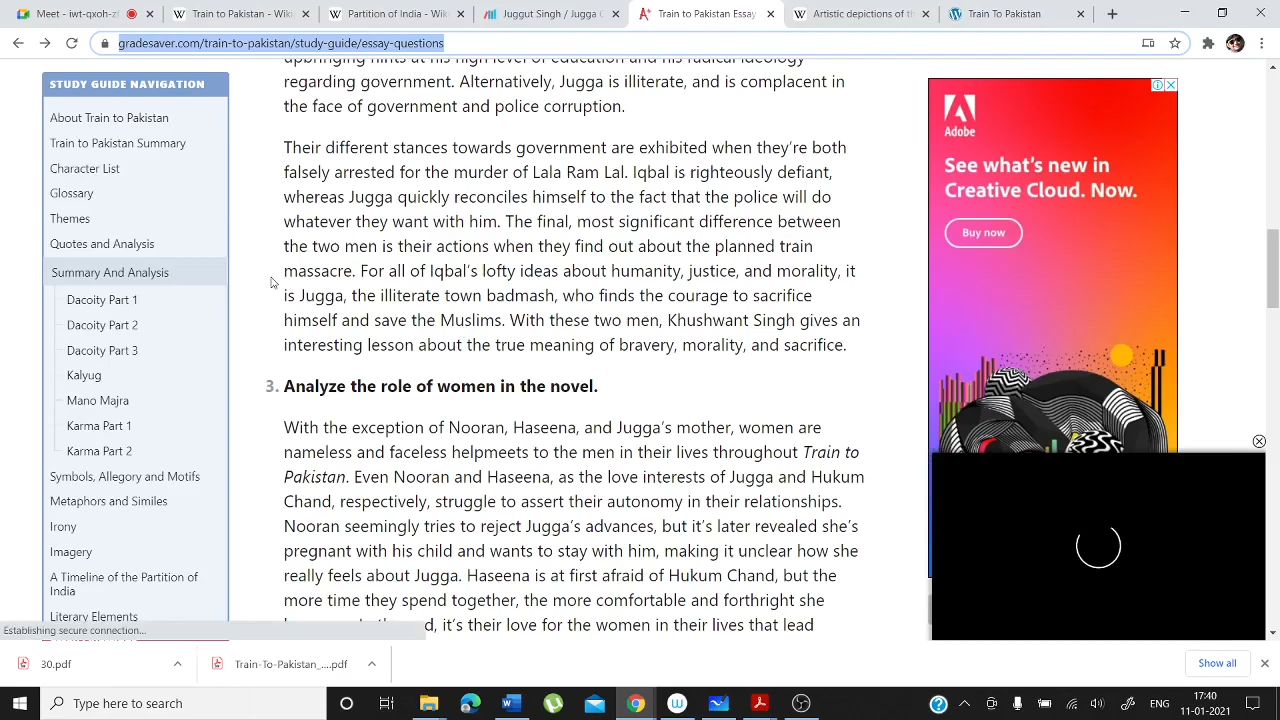 Meet - iwt-qph-zl
Train to Pakistan - Wiki
Partition of India - Wik
Juggut Singh / Jugga C
Train to Pakistan Essay
Artistic depictions of th
Train To Pakistan
gradesaver.com/train-to-pakistan/study-guide/essay-questions
STUDY GUIDE NAVIGATION
About Train to Pakistan
Train to Pakistan Summary
Character List
Glossary
Themes
Quotes and Analysis
Summary And Analysis
Dacoity Part 1
Dacoity Part 2
Dacoity Part 3
Kalyug
Mano Majra
Karma Part 1
Karma Part 2
Symbols, Allegory and Motifs
Metaphors and Similes
Irony
Imagery
A Timeline of the Partition of
India
Literary Elements
Establishing secure connection...
upbringing hints at his high level of education and his radical ideology
regarding government. Alternatively, Jugga is illiterate, and is complacent in
the face of government and police corruption.
Their different stances towards government are exhibited when they're both
falsely arrested for the murder of Lala Ram Lal. Iqbal is righteously defiant,
whereas Jugga quickly reconciles himself to the fact that the police will do
whatever they want with him. The final, most significant difference between
the two men is their actions when they find out about the planned train
massacre. For all of Iqbal's lofty ideas about humanity, justice, and morality, it
is Jugga, the illiterate town badmash, who finds the courage to sacrifice
himself and save the Muslims. With these two men, Khushwant Singh gives an
interesting lesson about the true meaning of bravery, morality, and sacrifice.
3. Analyze the role of women in the novel.
With the exception of Nooran, Haseena, and Jugga's mother, women are
nameless and faceless helpmeets to the men in their lives throughout Train to
Pakistan. Even Nooran and Haseena, as the love interests of Jugga and Hukum
Chand, respectively, struggle to assert their autonomy in their relationships.
Nooran seemingly tries to reject Jugga's advances, but it's later revealed she's
pregnant with his child and wants to stay with him, making it unclear how she
really feels about Jugga. Haseena is at first afraid of Hukum Chand, but the
more time they spend together, the more comfortable and forthright she
d, it's their love for the women in their lives that lead
Adobe
See what's new in
Creative Cloud. Now.
Buy now
30.pdf
Train-To-Pakistan_....pdf
Show all
Type here to search
ENG
17:40
11-01-2021